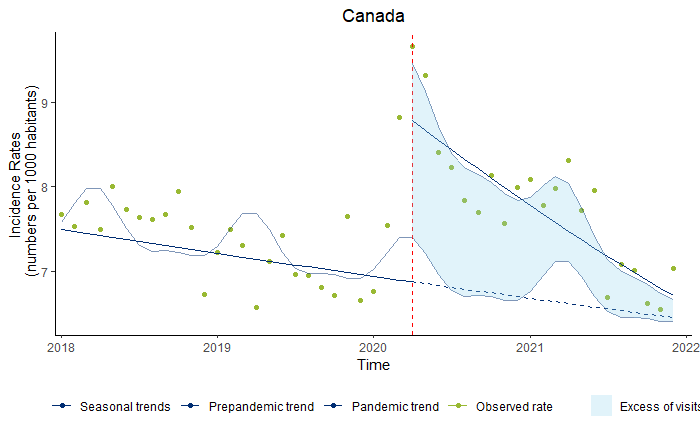 Canada
Incidence Rates
(numbers per 1000 habitants)
9
8
7
2018
2019
2020
2021
2022
Time
Seasonal trends
Prepandemic trend
Pandemic trend
Observed rate
Excess of visits